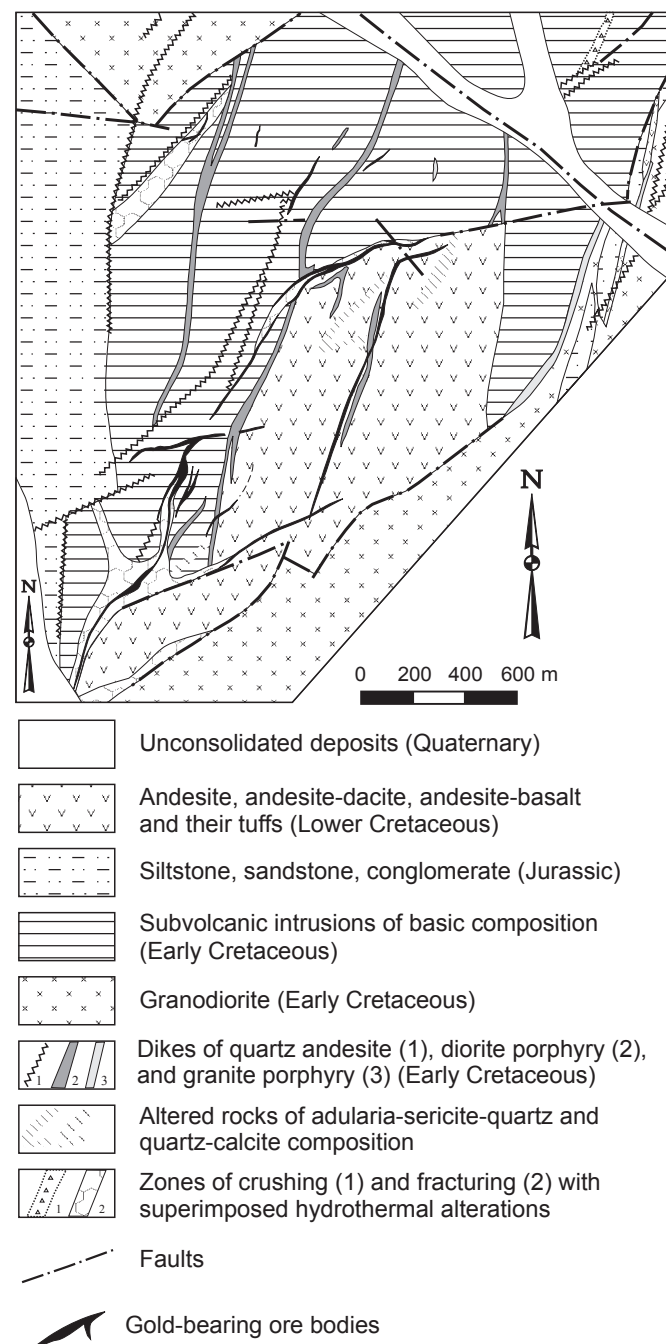 N
N
0 200 400 600 m
Unconsolidated deposits (Quaternary)
Andesite, andesite-dacite, andesite-basalt
and their tuffs (Lower Cretaceous)
Siltstone, sandstone, conglomerate (Jurassic)
Subvolcanic intrusions of basic composition
(Early Cretaceous)
Granodiorite (Early Cretaceous)
1 2 3
Dikes of quartz andesite (1), diorite porphyry (2),
and granite porphyry (3) (Early Cretaceous)
Altered rocks of adularia-sericite-quartz and
quartz-calcite composition
1 2
Zones of crushing (1) and fracturing (2) with
superimposed hydrothermal alterations
Faults
Gold-bearing ore bodies